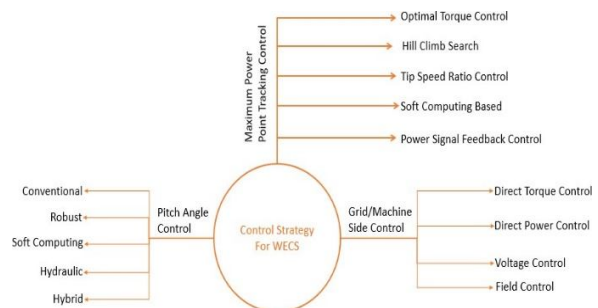 Optimal Torque Control
Hill Climb Search
Tip Speed Ratio Control
Soft Computing Based
Power Signal Feedback Control
Maximum Power
Point Tracking Control
Conventional
Robust
Soft Computing
Hydraulic
Hybrid
Pitch Angle
Control
Control Strategy
For WECS
Grid/Machine
Side Control
Direct Torque Control
Direct Power Control
Voltage Control
Field Control